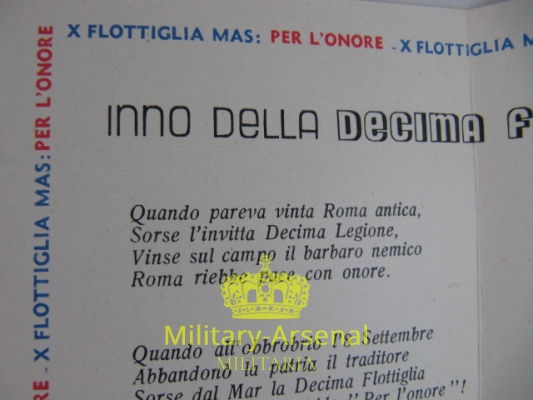 X FLOTTIGLIA MAS: PER L'ONORE - X FLOTTIGLIA M
E - X FLOTTIGLIA MAS: PER L'ONORE
INNO DELLA DECIMA F
Quando pareva vinta Roma antica,
Sorse l'invitta Decima Legione,
Vinse sul campo il barbaro nemico
Roma riebbe pace con onore.
Military-Arsenal
MILITARIA
Quando all'obbrobrio l'8 Settembre
Abbandonò la patria il traditore
Sorse dal Mar la Decima Flottiglia
"Per l'onore"!